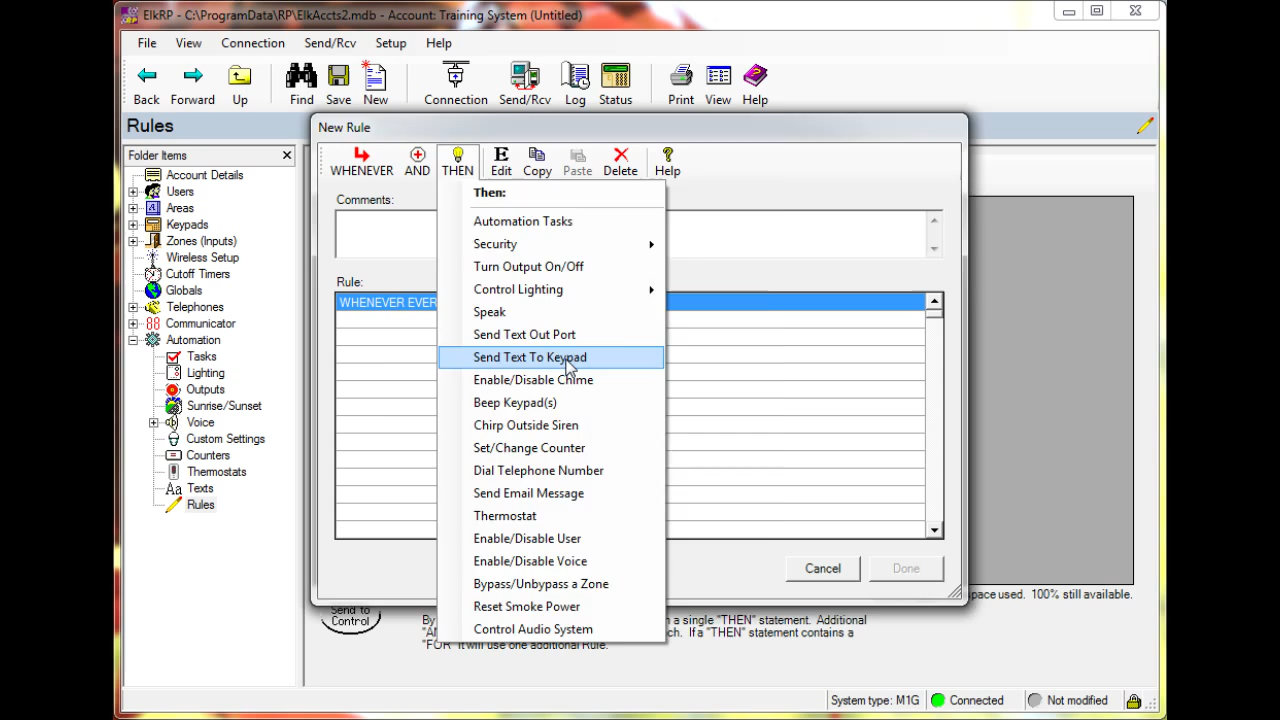 ElkRP - C:\ProgramData\RP\ElkAccts2.mdb - Account: Training System (Untitled)
File View Connection Send/Rcv Setup Help
Back Forward Up Find Save New Connection Send/Rcv Log Status Print View Help
Rules
Folder Items
Account Details
Users
Areas
Keypads
Zones (Inputs)
Wireless Setup
Cutoff Timers
Globals
Telephones
88 Communicator
Automation
Tasks
Lighting
Outputs
Sunrise/Sunset
Voice
Custom Settings
Counters
Thermostats
Aa Texts
Rules
New Rule
WHENEVER AND THEN E Edit Copy Paste Delete Help
Comments:
Rule:
WHENEVER EVER
Then:
Automation Tasks
Security
Turn Output On/Off
Control Lighting
Speak
Send Text Out Port
Send Text To Keypad
Enable/Disable Chime
Beep Keypad(s)
Chirp Outside Siren
Set/Change Counter
Dial Telephone Number
Send Email Message
Thermostat
Enable/Disable User
Enable/Disable Voice
Bypass/Unbypass a Zone
Reset Smoke Power
Control Audio System
Cancel Done
space used. 100% still available.
Send to
Control
By
a single "THEN" statement. Additional
ch. If a "THEN" statement contains a
"FOR" it will use one additional Rule.
System type: M1G Connected Not modified